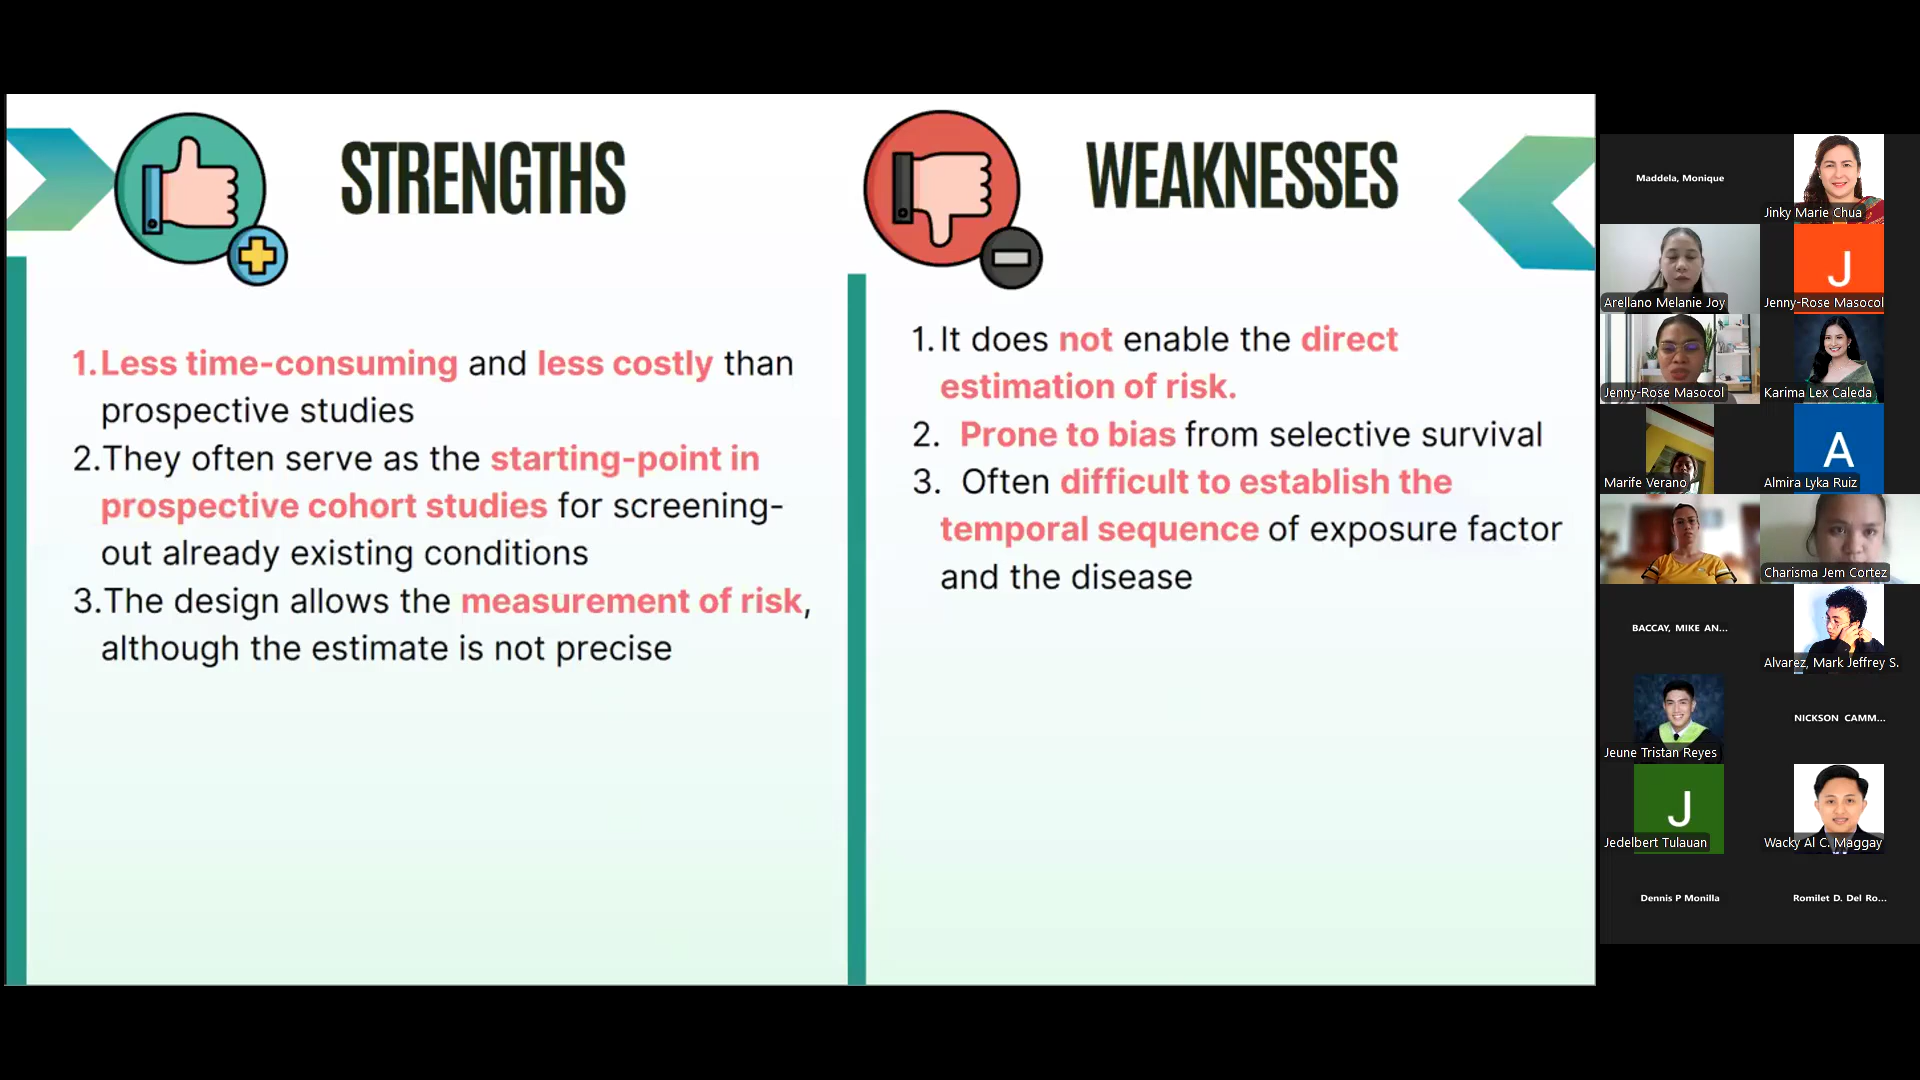 STRENGTHS
1.Less time-consuming and less costly than
prospective studies
2.They often serve as the starting-point in
prospective cohort studies for screening-
out already existing conditions
3.The design allows the measurement of risk,
although the estimate is not precise
WEAKNESSES
1.It does not enable the direct
estimation of risk.
2. Prone to bias from selective survival
3. Often difficult to establish the
temporal sequence of exposure factor
and the disease
Maddela, Monique
Jinky Marie Chua
Arellano Melanie Joy
J
Jenny-Rose Masocol
Jenny-Rose Masocol
Karima Lex Caleda
Marife Verano
A
Almira Lyka Ruiz
Charisma Jem Cortez
BACCAY, MIKE AN...
Alvarez, Mark Jeffrey S.
Jeune Tristan Reyes
NICKSON CAMM...
J
Jedelbert Tulauan
Wacky Al C. Maggay
Dennis P Monilla
Romilet D. Del Ro...